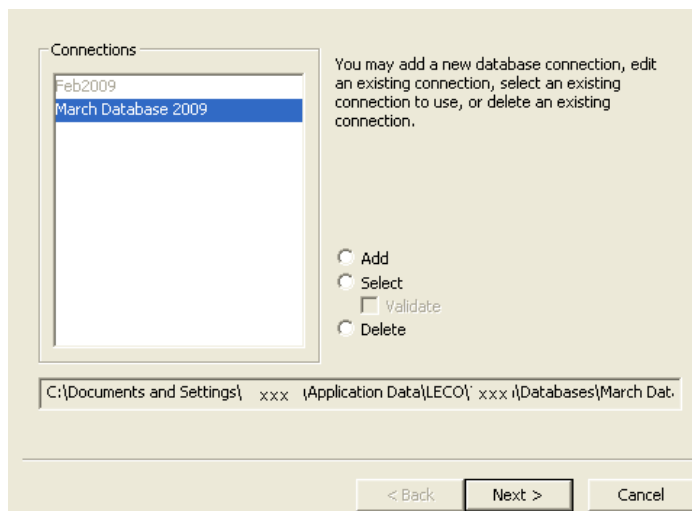 Connections
Feb2009
March Database 2009
You may add a new database connection, edit
an existing connection, select an existing
connection to use, or delete an existing
connection.
Add
Select
Validate
Delete
C:\Documents and Settings\ xxx \Application Data\LECO\ xxx \Databases\March Dat
< Back
Next >
Cancel